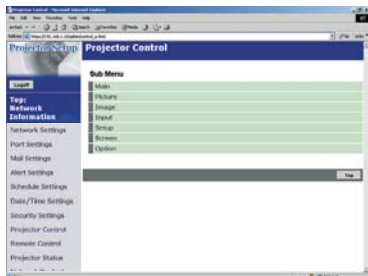 Projector Setup
Projector Control
Logoff
Top:
Network
Information
Network Settings
Port Settings
Mail Settings
Alert Settings
Schedule Settings
Date/Time Settings
Security Settings
Projector Control
Remote Control
Projector Status
Sub Menu
Main
Picture
Image
Input
Setup
Screen
Option
Top